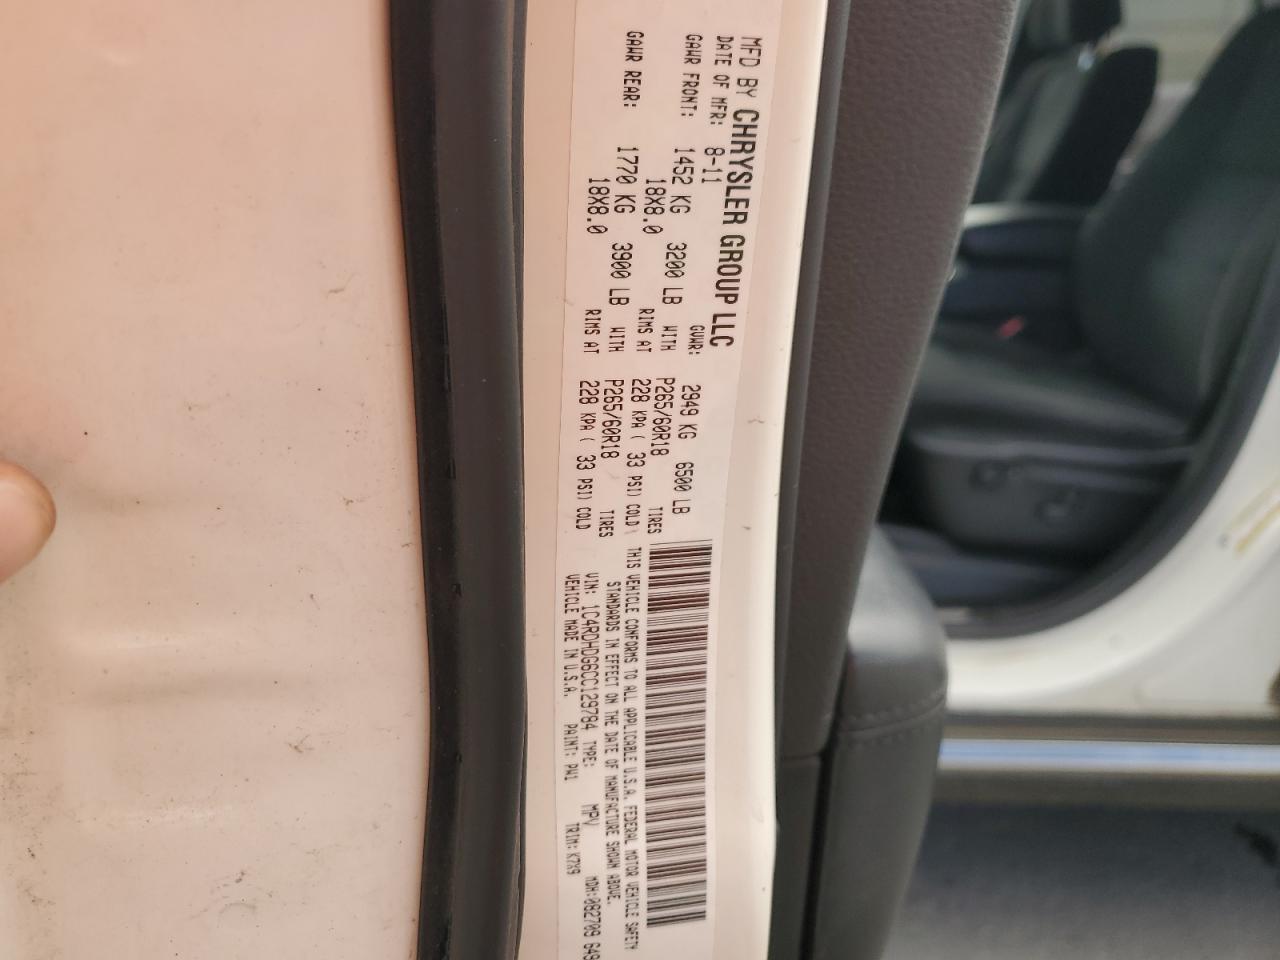 MFD BY CHRYSLER GROUP LLC
DATE OF MFR: 8-11 GVWR: 2949 KG 6500 LB
GAWR FRONT: 1452 KG 3200 LB WITH P265/60R18 TIRES
18X8.0 RIMS AT 228 KPA ( 33 PSI) COLD
GAWR REAR: 1770 KG 3900 LB WITH P265/60R18 TIRES
18X8.0 RIMS AT 228 KPA ( 33 PSI) COLD
THIS VEHICLE CONFORMS TO ALL APPLICABLE U.S.A. FEDERAL MOTOR VEHICLE SAFETY
STANDARDS IN EFFECT ON THE DATE OF MANUFACTURE SHOWN ABOVE.
VIN: 1C4RDHDG6CC129784 TYPE: MPV MDH:082709 649
VEHICLE MADE IN U.S.A. PAINT: PW1 TRIM: K7X9